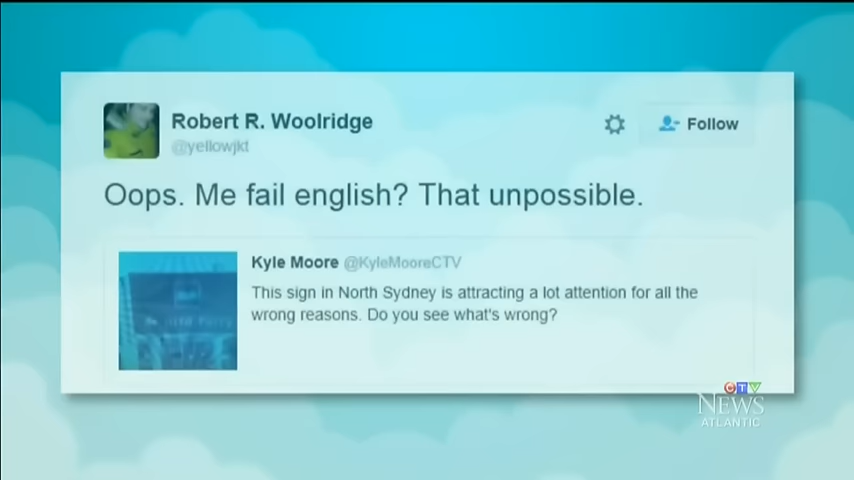 Robert R. Woolridge
@yellowjkt
Follow
Oops. Me fail english? That unpossible.
Kyle Moore @KyleMooreCTV
This sign in North Sydney is attracting a lot attention for all the
wrong reasons. Do you see what's wrong?
CTV
NEWS
ATLANTIC